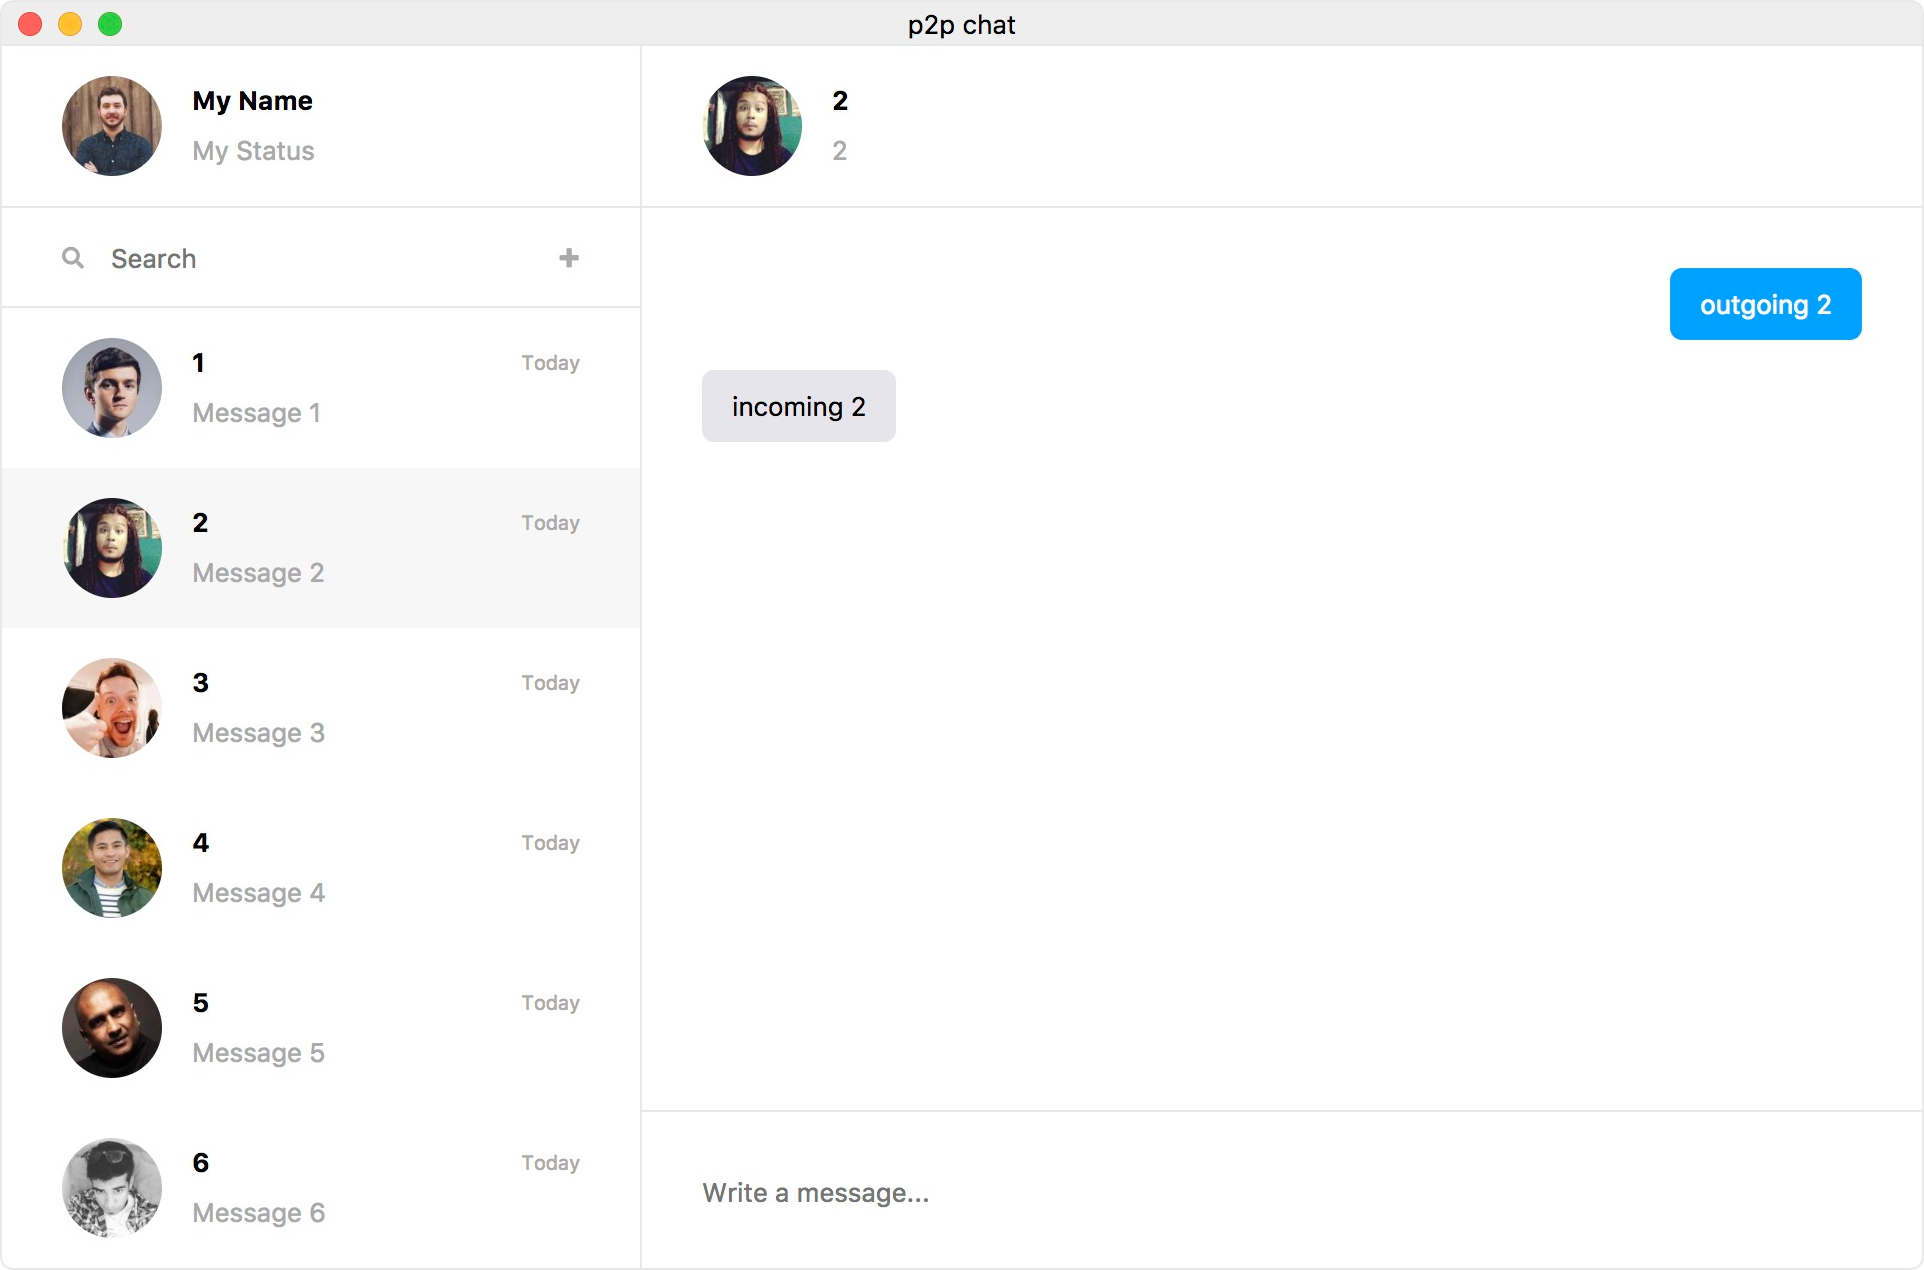 p2p chat
My Name
My Status
Search
1
Today
Message 1
2
Today
Message 2
3
Today
Message 3
4
Today
Message 4
5
Today
Message 5
6
Today
Message 6
2
2
outgoing 2
incoming 2
Write a message...